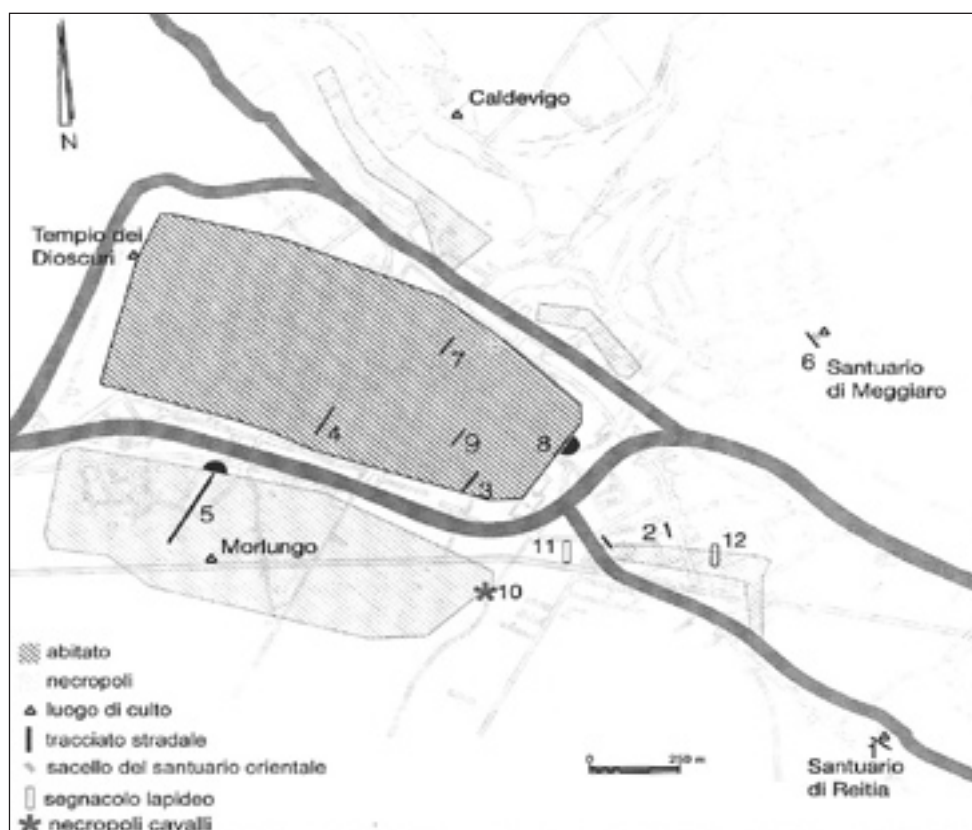 N
Caldevigo
Tempio dei
Dioscuri
1
6
Santuario
di Meggiaro
4
9
8
3
5
2
11
12
Morlungo
10
abitato
necropoli
luogo di culto
tracciato stradale
sacello del santuario orientale
segnacolo lapideo
necropoli cavalli
0
250 m
Santuario
di Reitia